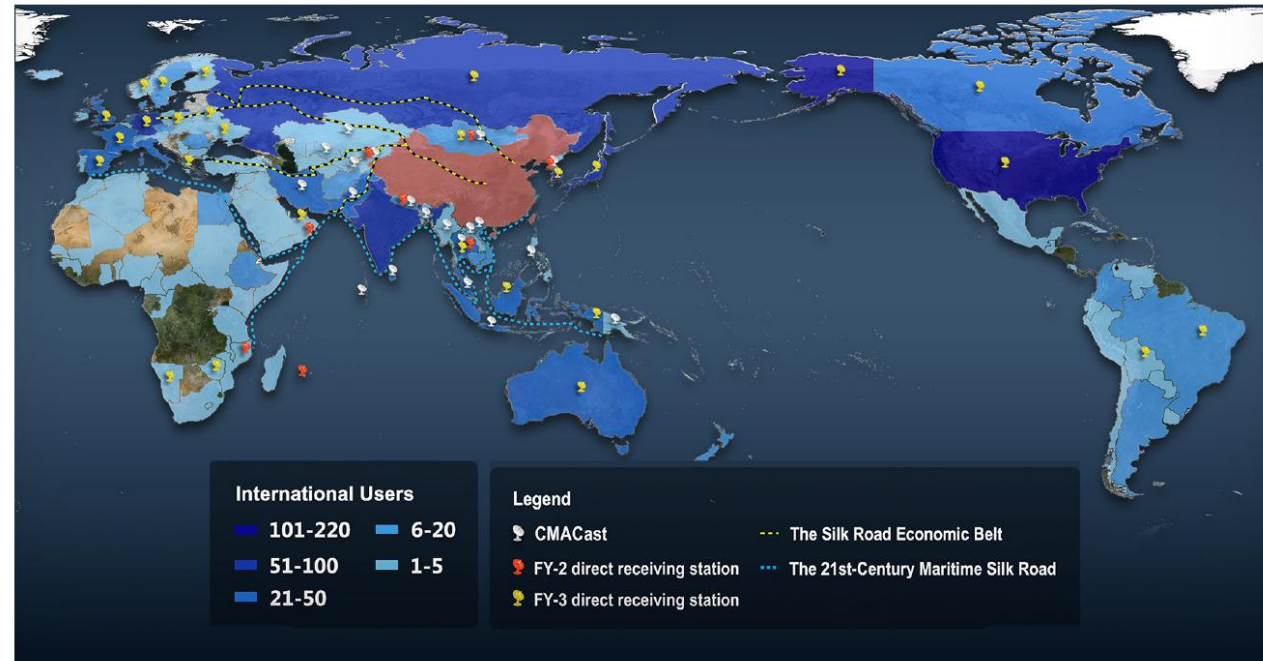 International Users
101-220
6-20
51-100
1-5
21-50
Legend
CMACast
The Silk Road Economic Belt
FY-2 direct receiving station
The 21st-Century Maritime Silk Road
FY-3 direct receiving station